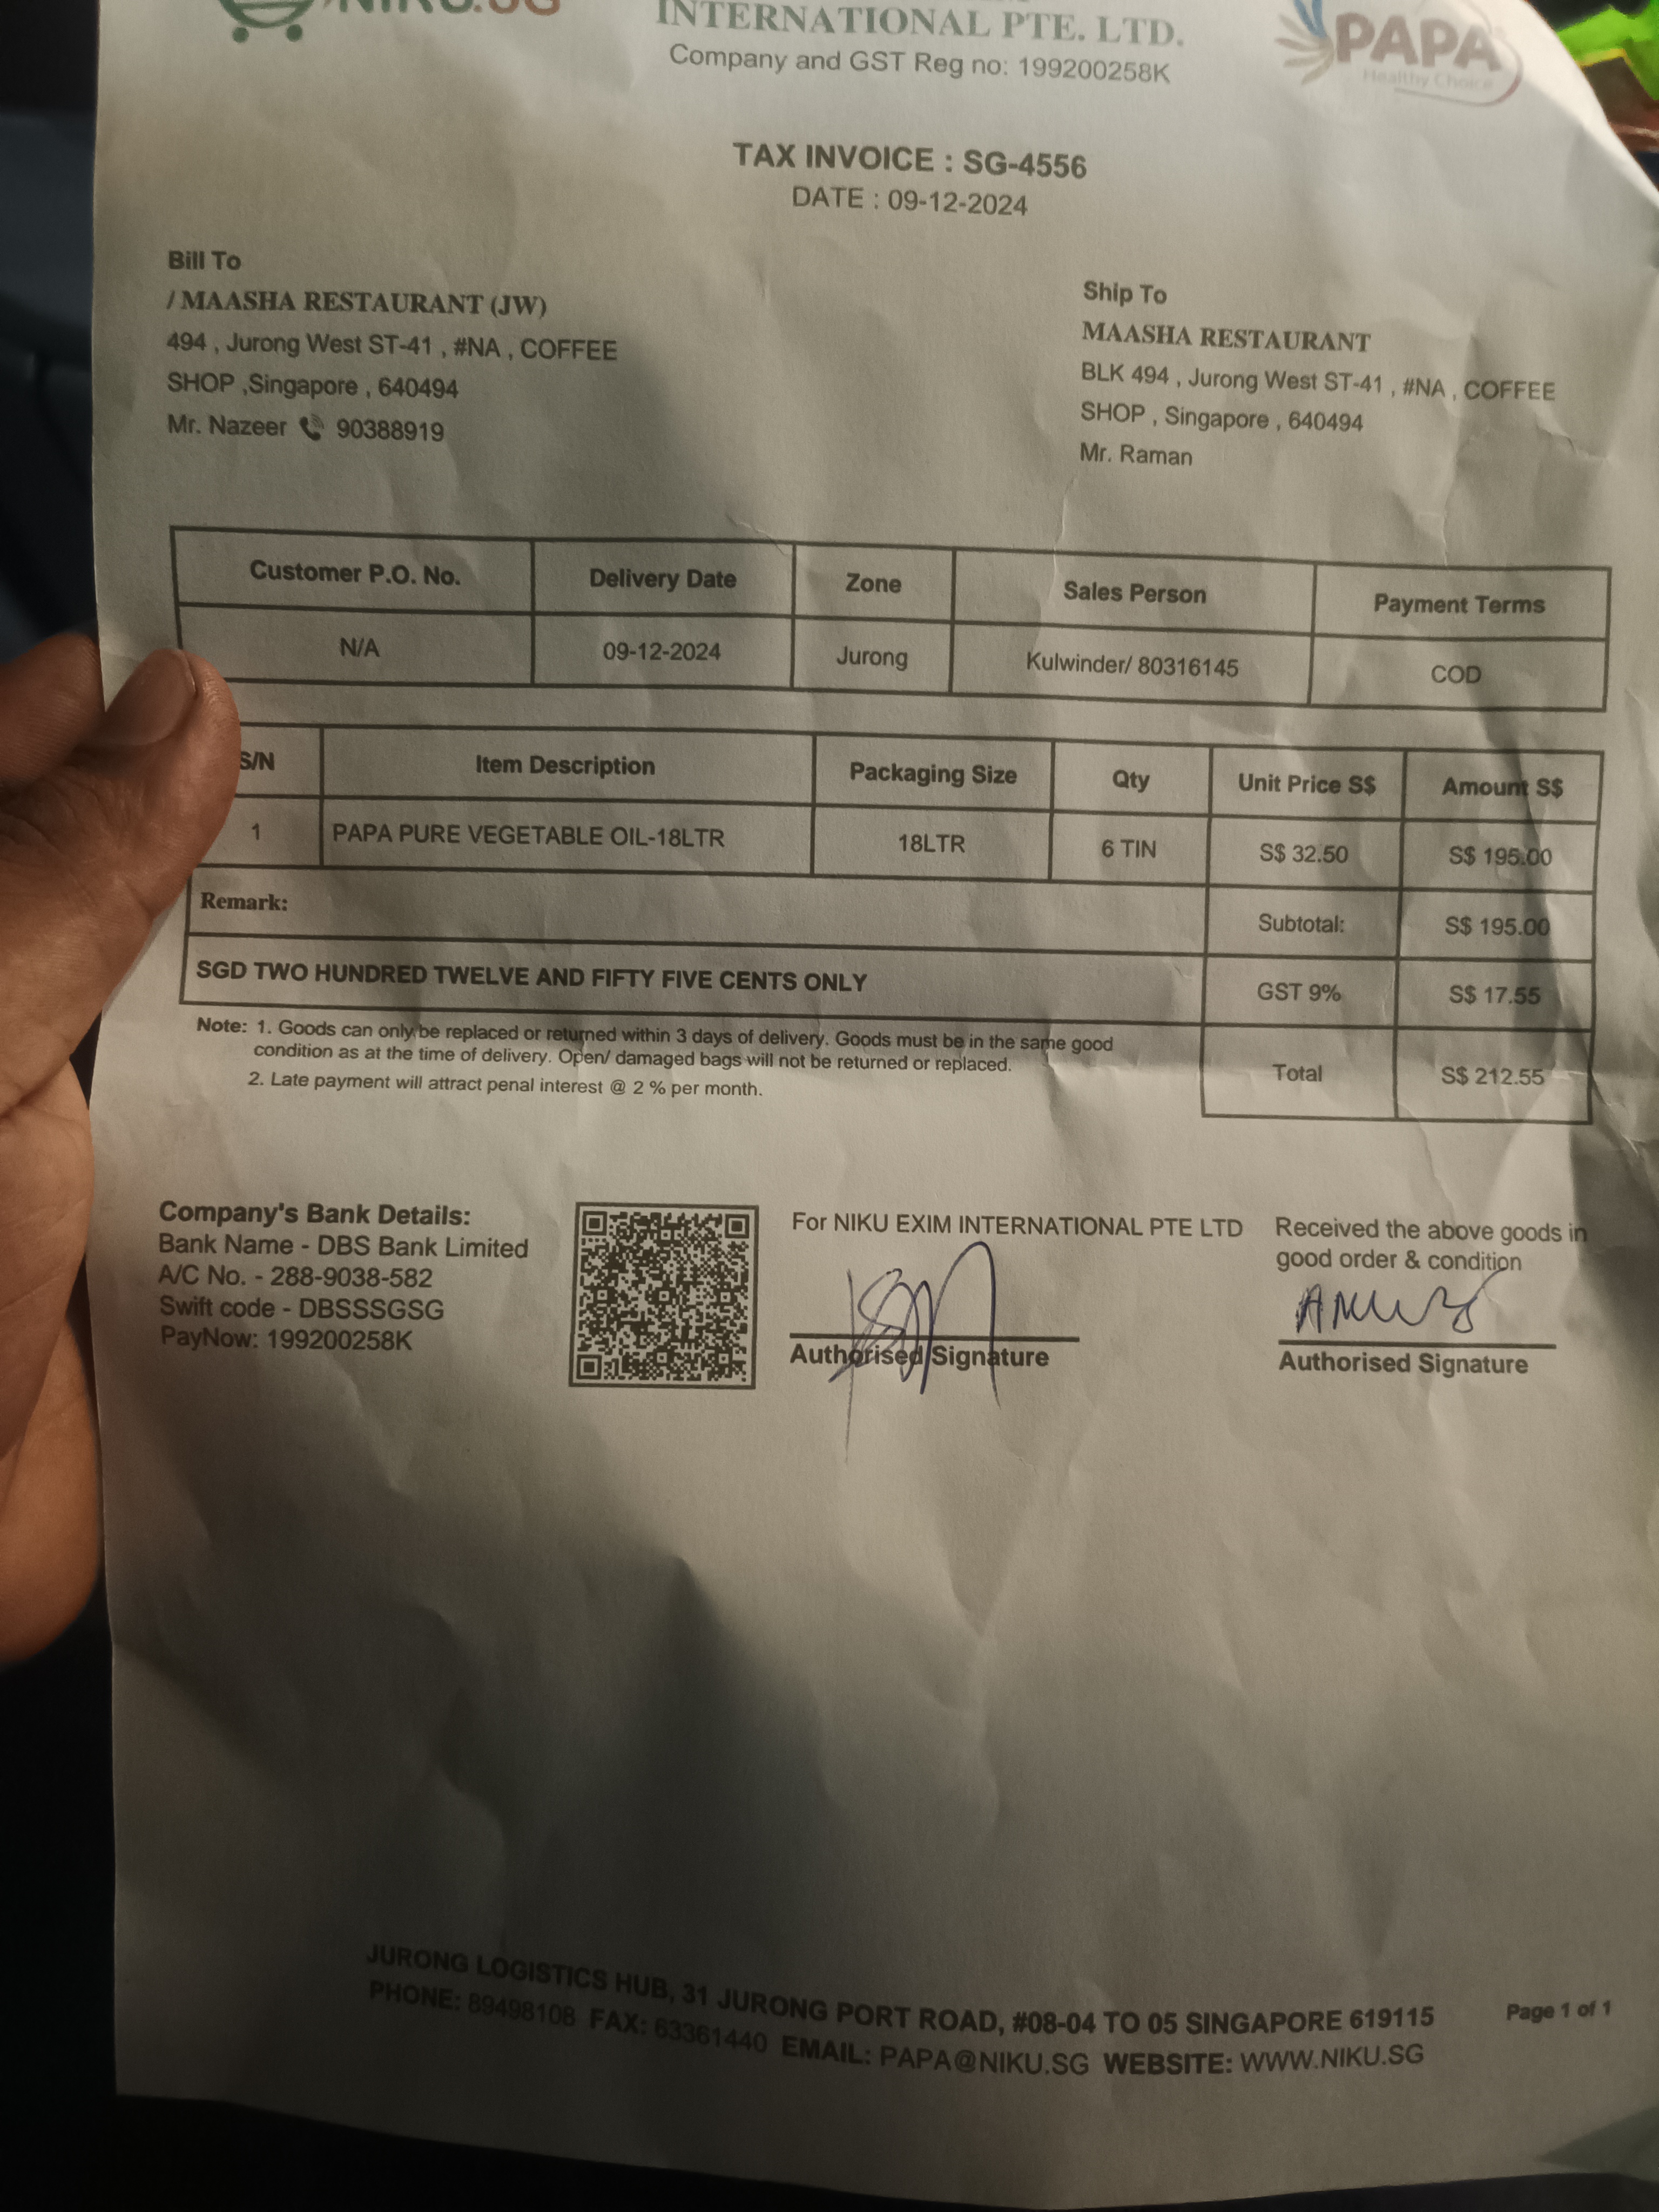 NIKU.SG
INTERNATIONAL PTE. LTD.
Company and GST Reg no: 199200258K
PAPA
Healthy Choice
TAX INVOICE : SG-4556
DATE : 09-12-2024
Bill To
/ MAASHA RESTAURANT (JW)
494 , Jurong West ST-41 , #NA , COFFEE
SHOP ,Singapore , 640494
Mr. Nazeer 90388919
Ship To
MAASHA RESTAURANT
BLK 494 , Jurong West ST-41 , #NA , COFFEE
SHOP , Singapore , 640494
Mr. Raman
Customer P.O. No. Delivery Date Zone Sales Person Payment Terms
N/A 09-12-2024 Jurong Kulwinder/ 80316145 COD
S/N Item Description Packaging Size Qty Unit Price S$ Amount S$
1 PAPA PURE VEGETABLE OIL-18LTR 18LTR 6 TIN S$ 32.50 S$ 195.00
Remark: Subtotal: S$ 195.00
SGD TWO HUNDRED TWELVE AND FIFTY FIVE CENTS ONLY GST 9% S$ 17.55
Total S$ 212.55
Note: 1. Goods can only be replaced or returned within 3 days of delivery. Goods must be in the same good
condition as at the time of delivery. Open/ damaged bags will not be returned or replaced.
2. Late payment will attract penal interest @ 2 % per month.
Company's Bank Details:
Bank Name - DBS Bank Limited
A/C No. - 288-9038-582
Swift code - DBSSSGSG
PayNow: 199200258K
For NIKU EXIM INTERNATIONAL PTE LTD
Authorised Signature
Received the above goods in
good order & condition
Authorised Signature
JURONG LOGISTICS HUB, 31 JURONG PORT ROAD, #08-04 TO 05 SINGAPORE 619115
PHONE: 89498108 FAX: 63361440 EMAIL: PAPA@NIKU.SG WEBSITE: WWW.NIKU.SG
Page 1 of 1